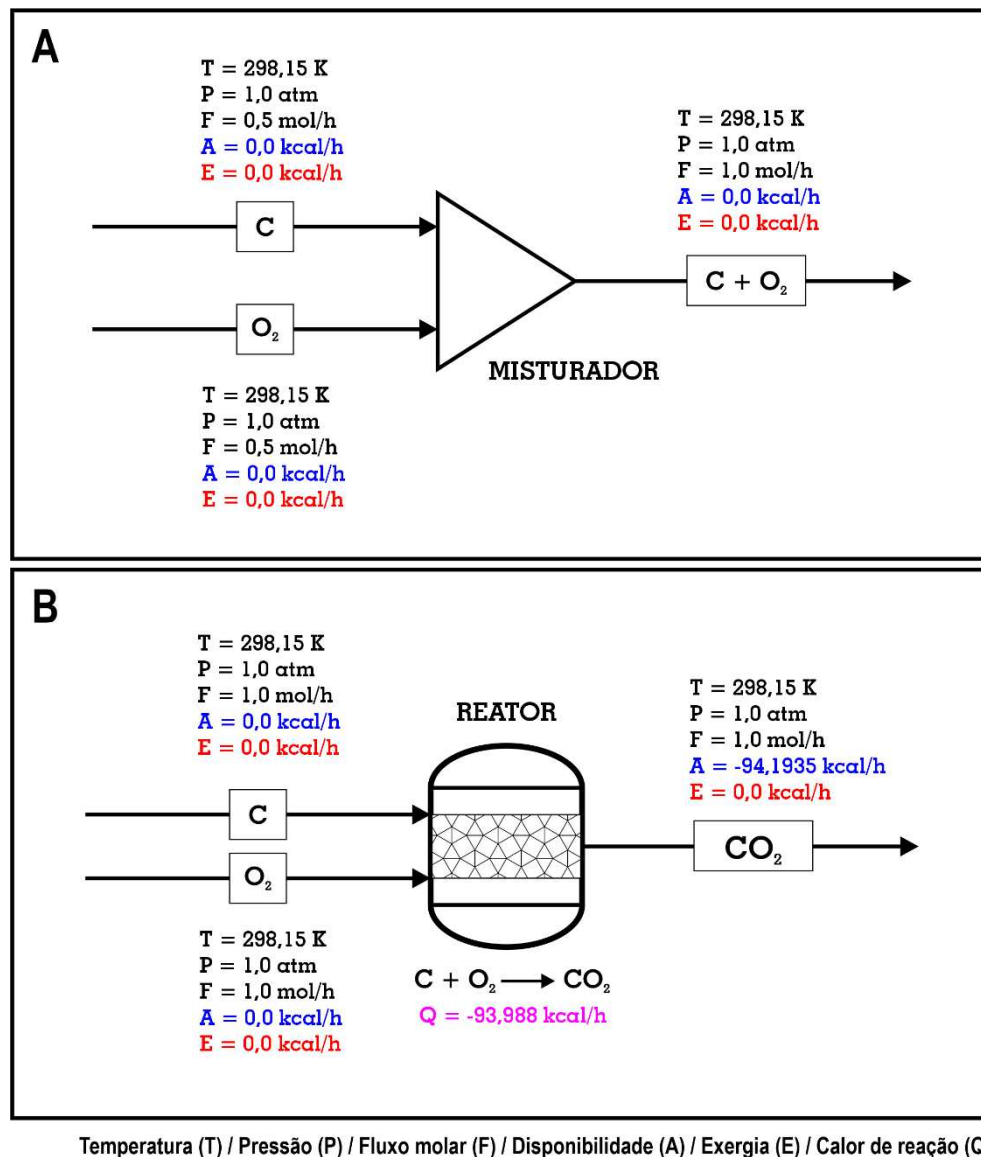 A
T = 298,15 K
P = 1,0 atm
F = 0,5 mol/h
A = 0,0 kcal/h
E = 0,0 kcal/h
C
O₂
T = 298,15 K
P = 1,0 atm
F = 0,5 mol/h
A = 0,0 kcal/h
E = 0,0 kcal/h
MISTURADOR
T = 298,15 K
P = 1,0 atm
F = 1,0 mol/h
A = 0,0 kcal/h
E = 0,0 kcal/h
C + O₂
B
T = 298,15 K
P = 1,0 atm
F = 1,0 mol/h
A = 0,0 kcal/h
E = 0,0 kcal/h
C
O₂
T = 298,15 K
P = 1,0 atm
F = 1,0 mol/h
A = 0,0 kcal/h
E = 0,0 kcal/h
REATOR
C + O₂ → CO₂
Q = -93,988 kcal/h
T = 298,15 K
P = 1,0 atm
F = 1,0 mol/h
A = -94,1935 kcal/h
E = 0,0 kcal/h
CO₂
Temperatura (T) / Pressão (P) / Fluxo molar (F) / Disponibilidade (A) / Exergia (E) / Calor de reação (Q